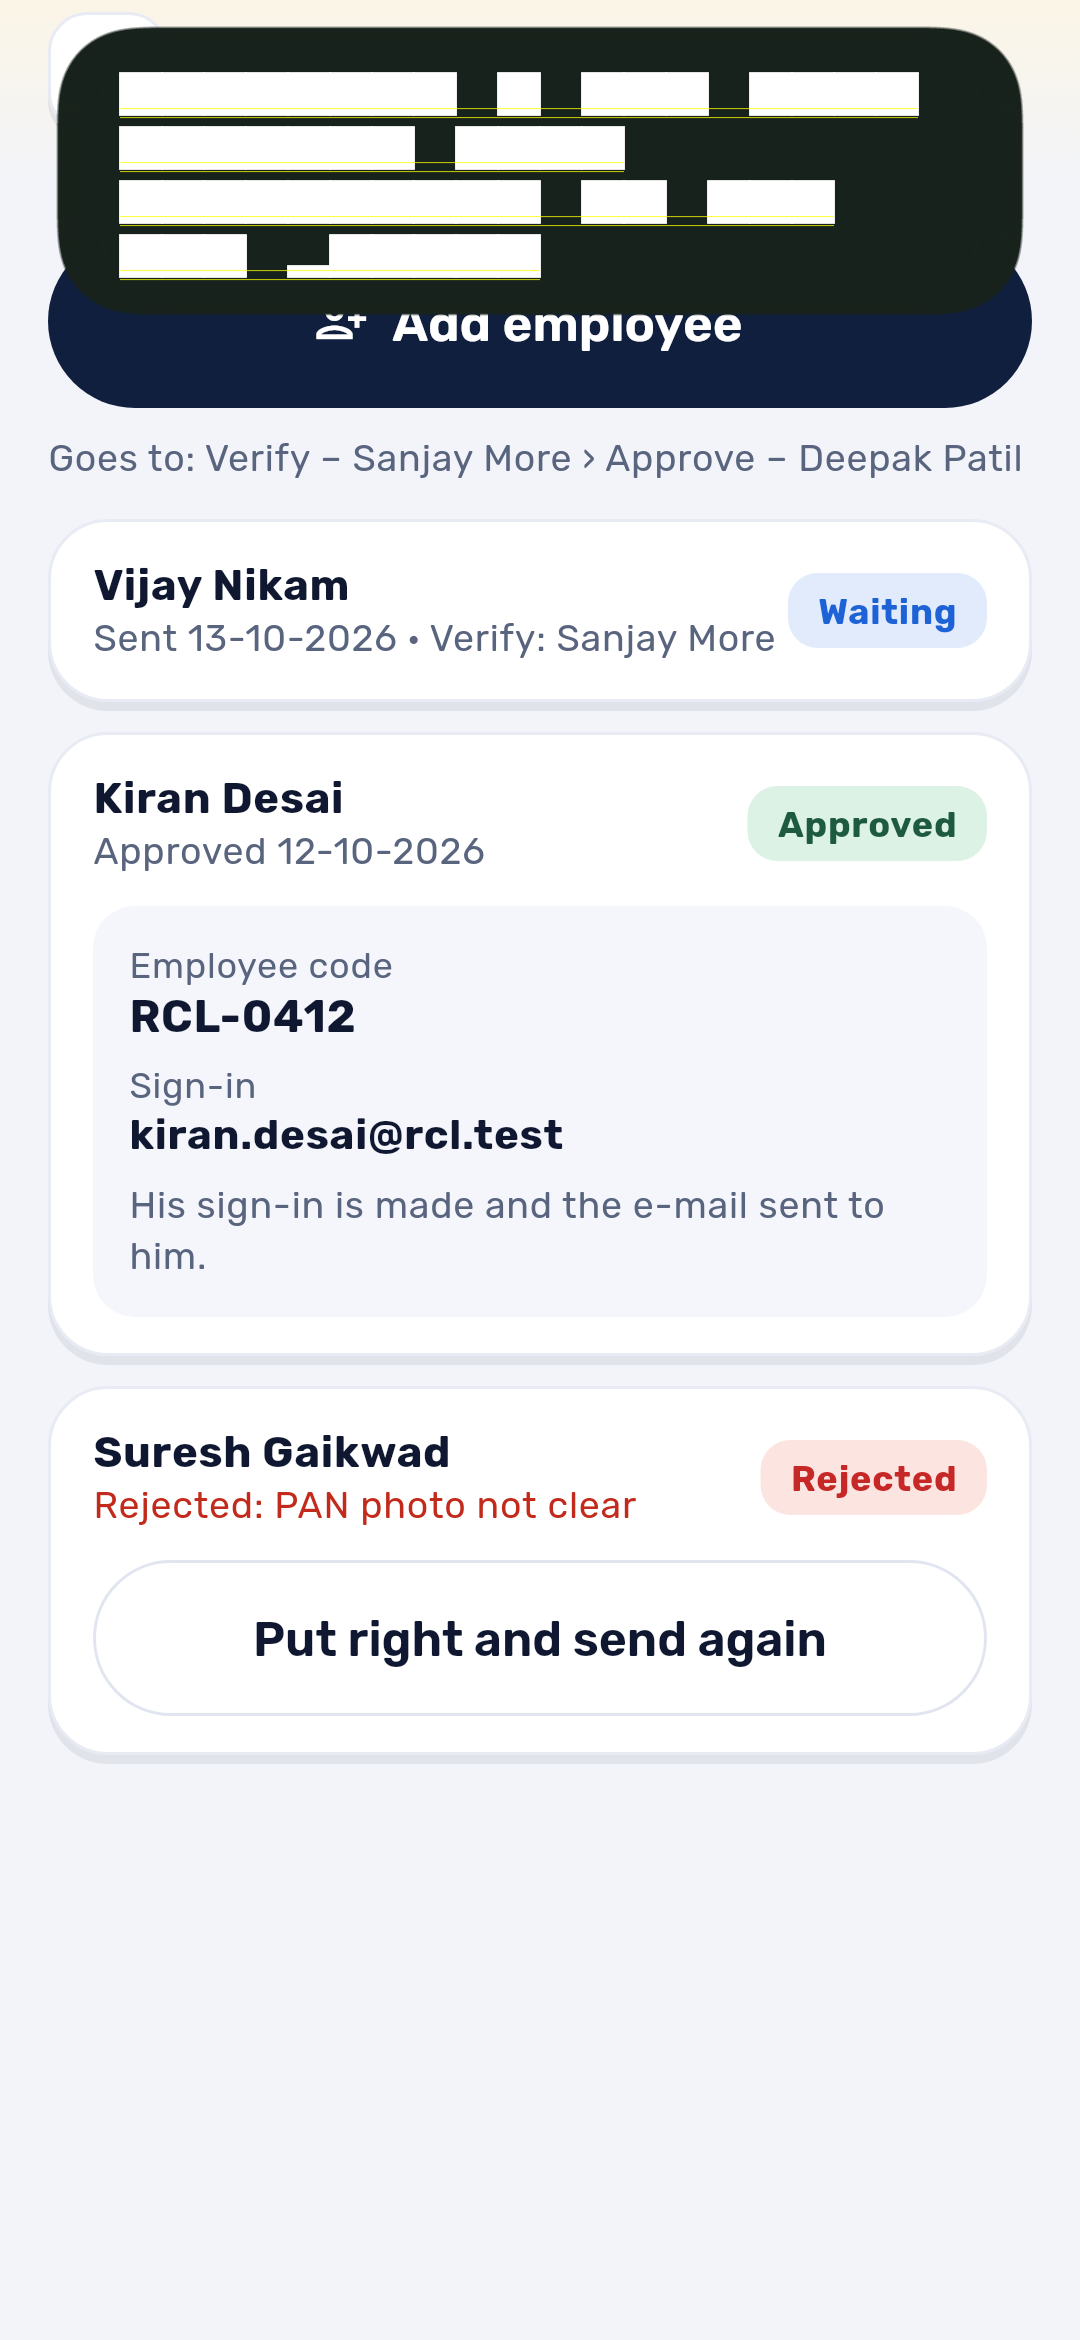 Add employee
Goes to: Verify – Sanjay More › Approve – Deepak Patil
Vijay Nikam
Sent 13-10-2026 • Verify: Sanjay More
Waiting
Kiran Desai
Approved 12-10-2026
Approved
Employee code
RCL-0412
Sign-in
kiran.desai@rcl.test
His sign-in is made and the e-mail sent to
him.
Suresh Gaikwad
Rejected: PAN photo not clear
Rejected
Put right and send again